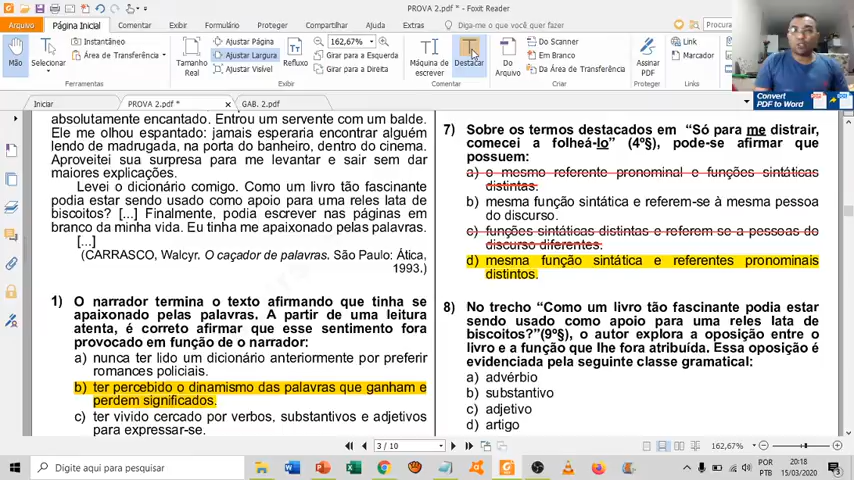 PROVA 2.pdf * - Foxit Reader
Arquivo
Página Inicial
Comentar
Exibir
Formulário
Proteger
Compartilhar
Ajuda
Extras
Diga-me o que você quer fazer
Procura
Mão
Selecionar
Instantâneo
Área de Transferência
Ferramentas
Tamanho Real
Ajustar Página
Ajustar Largura
Ajustar Visível
Refluxo
162,67%
Girar para a Esquerda
Girar para a Direita
Exibir
Máquina de escrever
Destacar
Comentar
Do Arquivo
Do Scanner
Em Branco
Da Área de Transferência
Criar
Assinar PDF
Proteger
Link
Marcador
Iniciar
PROVA 2.pdf *
GAB. 2.pdf
Convert
PDF to Word
absolutamente encantado. Entrou um servente com um balde.
Ele me olhou espantado: jamais esperaria encontrar alguém
lendo de madrugada, na porta do banheiro, dentro do cinema.
Aproveitei sua surpresa para me levantar e sair sem dar
maiores explicações.
Levei o dicionário comigo. Como um livro tão fascinante
podia estar sendo usado como apoio para uma reles lata de
biscoitos? [...] Finalmente, podia escrever nas páginas em
branco da minha vida. Eu tinha me apaixonado pelas palavras.
[...]
(CARRASCO, Walcyr. O caçador de palavras. São Paulo: Ática,
1993.)
1) O narrador termina o texto afirmando que tinha se
apaixonado pelas palavras. A partir de uma leitura
atenta, é correto afirmar que esse sentimento fora
provocado em função de o narrador:
a) nunca ter lido um dicionário anteriormente por preferir
romances policiais.
b) ter percebido o dinamismo das palavras que ganham e
perdem significados.
c) ter vivido cercado por verbos, substantivos e adjetivos
para expressar-se.
7) Sobre os termos destacados em “Só para me distrair,
comecei a folheá-lo” (4º§), pode-se afirmar que
possuem:
a) o mesmo referente pronominal e funções sintáticas
distintas.
b) mesma função sintática e referem-se à mesma pessoa
do discurso.
c) funções sintáticas distintas e referem-se a pessoas do
discurso diferentes.
d) mesma função sintática e referentes pronominais
distintos.
8) No trecho “Como um livro tão fascinante podia estar
sendo usado como apoio para uma reles lata de
biscoitos?”(9º§), o autor explora a oposição entre o
livro e a função que lhe fora atribuída. Essa oposição é
evidenciada pela seguinte classe gramatical:
a) advérbio
b) substantivo
c) adjetivo
d) artigo
3 / 10
162,67%
Digite aqui para pesquisar
POR
PTB
20:18
15/03/2020